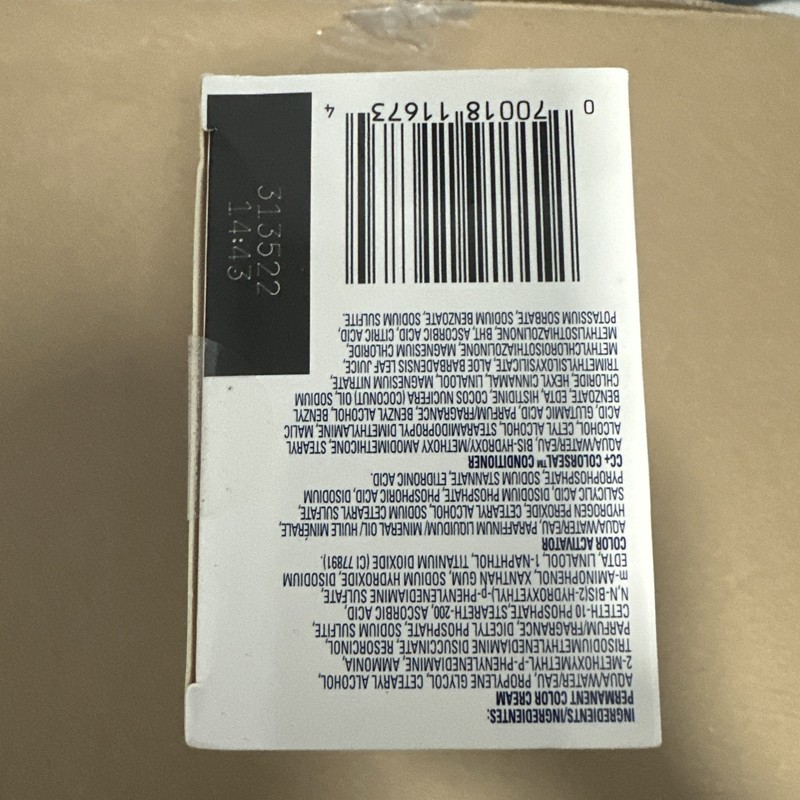 INGREDIENTS/INGREDIENTES:
PERMANENT COLOR CREAM
AQUA/WATER/EAU, PROPYLENE GLYCOL, CETEARYL ALCOHOL,
2-METHOXYMETHYL-P-PHENYLENEDIAMINE, AMMONIA,
TRISODIUM ETHYLENEDIAMINE DISUCCINATE, RESORCINOL,
PARFUM/FRAGRANCE, DICETYL PHOSPHATE, SODIUM SULFITE,
CETETH-10 PHOSPHATE, STEARETH-200, ASCORBIC ACID,
N,N-BIS(2-HYDROXYETHYL)-p-PHENYLENEDIAMINE SULFATE,
m-AMINOPHENOL, XANTHAN GUM, SODIUM HYDROXIDE, DISODIUM
EDTA, LINALOOL, 1-NAPHTHOL, TITANIUM DIOXIDE (CI 77891).
COLOR ACTIVATOR
AQUA/WATER/EAU, PARAFFINUM LIQUIDUM/ MINERAL OIL/ HUILE MINÉRALE,
HYDROGEN PEROXIDE, CETEARYL ALCOHOL, SODIUM CETEARYL SULFATE,
SALICYLIC ACID, DISODIUM PHOSPHATE, PHOSPHORIC ACID, DISODIUM
PYROPHOSPHATE, SODIUM STANNATE, ETIDRONIC ACID.
CC+ COLORSEAL™ CONDITIONER
AQUA/WATER/EAU, BIS-HYDROXY/METHOXY AMODIMETHICONE, STEARYL
ALCOHOL, CETYL ALCOHOL, STEARAMIDOPROPYL DIMETHYLAMINE, MALIC
ACID, GLUTAMIC ACID, PARFUM/FRAGRANCE, BENZYL ALCOHOL, BENZYL
BENZOATE, EDTA, HISTIDINE, COCOS NUCIFERA (COCONUT) OIL, SODIUM
CHLORIDE, HEXYL CINNAMAL, LINALOOL, MAGNESIUM NITRATE,
TRIMETHYLSILOXYSILICATE, ALOE BARBADENSIS LEAF JUICE,
METHYLCHLOROISOTHIAZOLINONE, MAGNESIUM CHLORIDE,
METHYLISOTHIAZOLINONE, BHT, ASCORBIC ACID, CITRIC ACID,
POTASSIUM SORBATE, SODIUM BENZOATE, SODIUM SULFITE.
0 70018 11673 4
313522
14:43